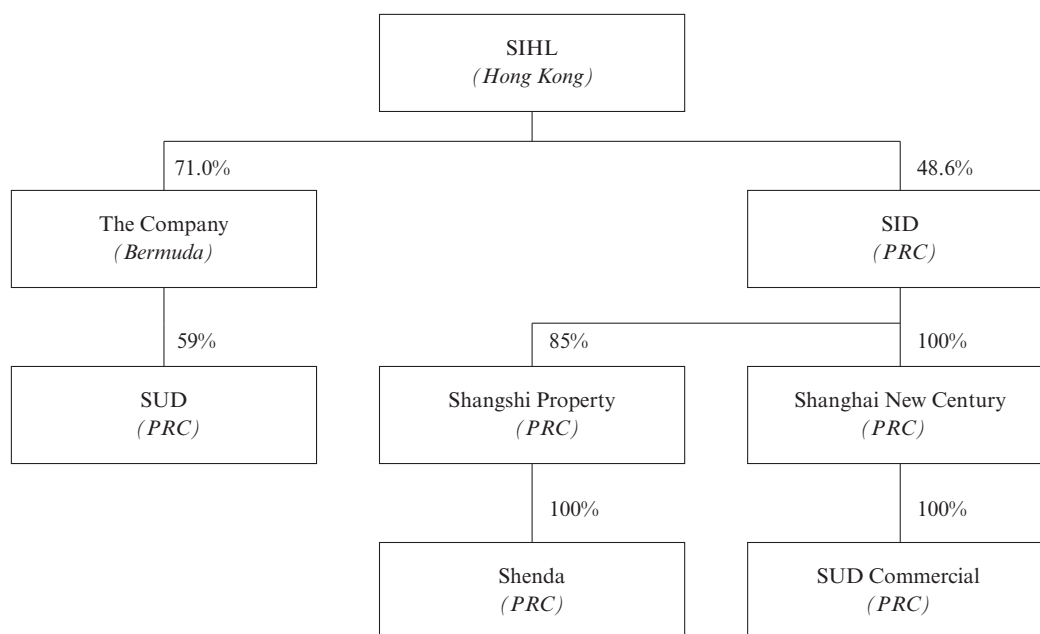 SIHL
(Hong Kong)
71.0%
48.6%
The Company
(Bermuda)
SID
(PRC)
59%
85%
100%
SUD
(PRC)
Shangshi Property
(PRC)
Shanghai New Century
(PRC)
100%
100%
Shenda
(PRC)
SUD Commercial
(PRC)